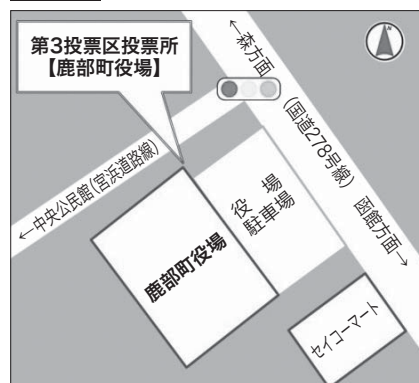 第3投票区投票所
【鹿部町役場】
←森方面
(国道278号線)
函館方面→
←中央公民館(宮浜道路線)
役場
駐車場
鹿部町役場
セイコーマート
N